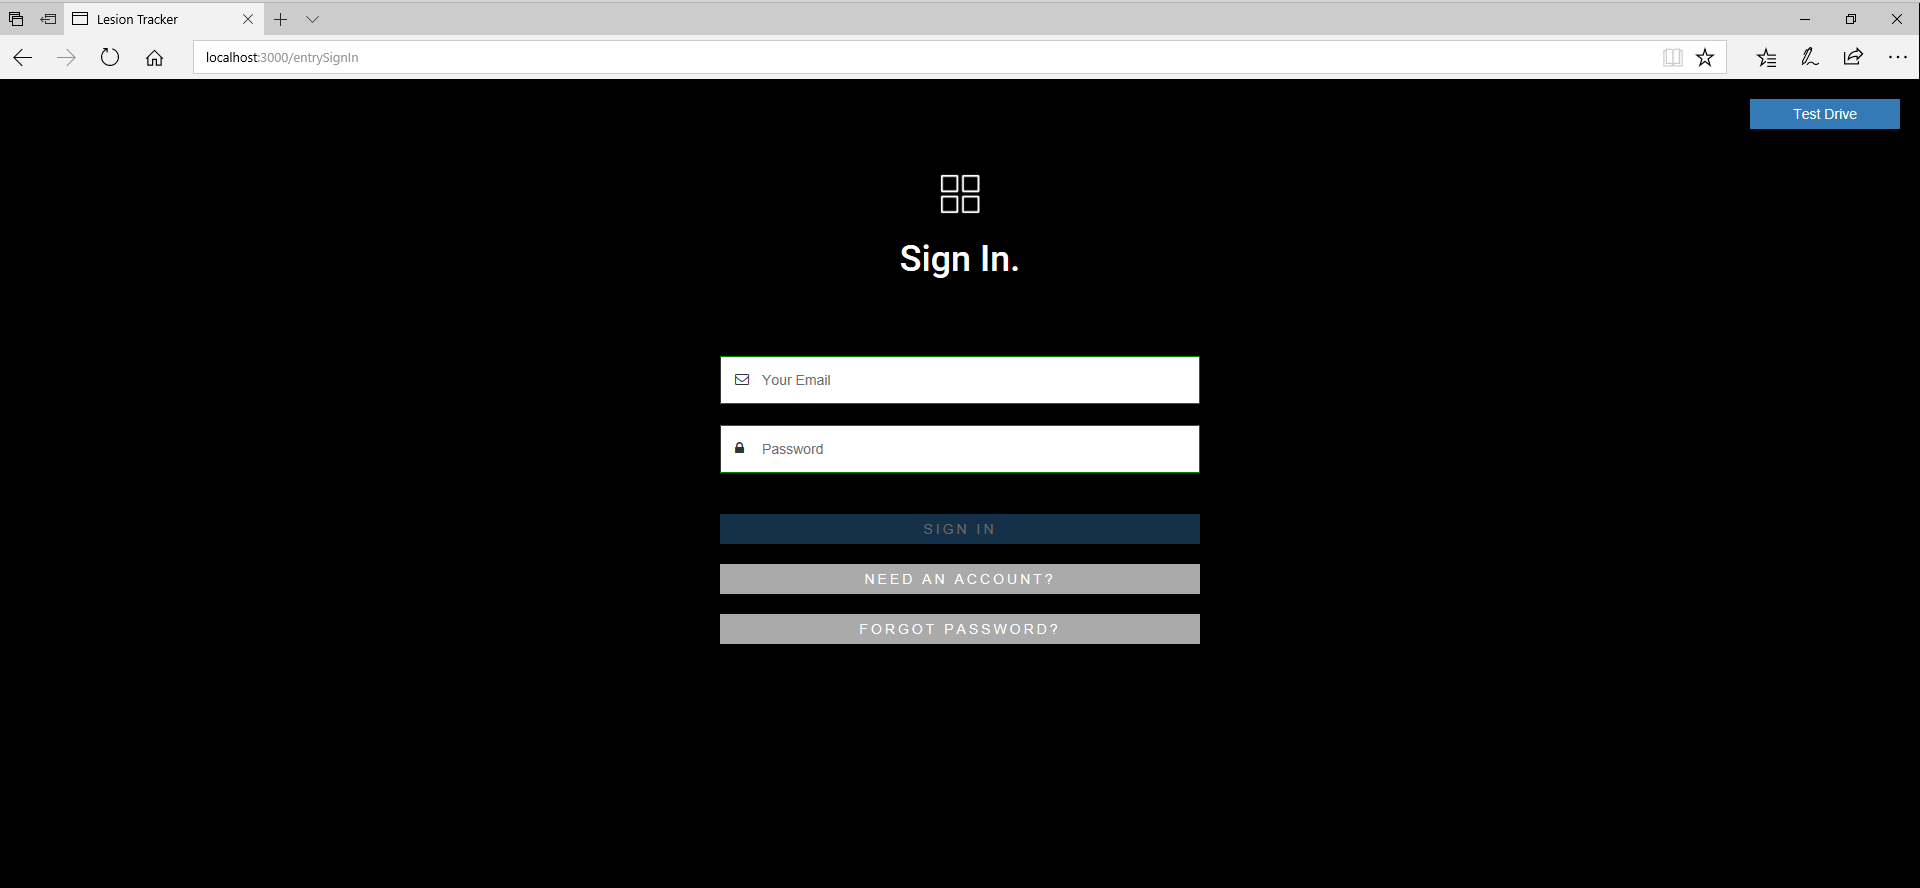 Lesion Tracker
localhost:3000/entrySignIn
Test Drive
Sign In.
Your Email
Password
SIGN IN
NEED AN ACCOUNT?
FORGOT PASSWORD?